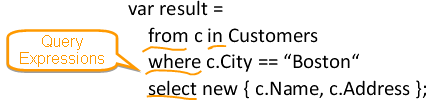 var result =
from c in Customers
Query
Expressions
where c.City == “Boston“
select new { c.Name, c.Address };